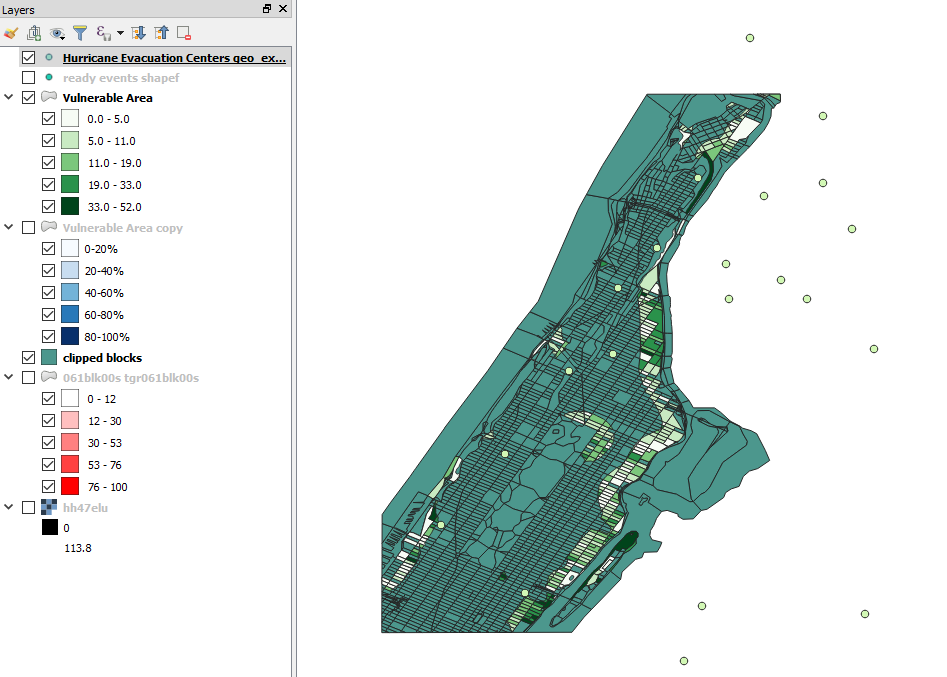 Layers
Hurricane Evacuation Centers geo_ex...
ready events shapef
Vulnerable Area
0.0 - 5.0
5.0 - 11.0
11.0 - 19.0
19.0 - 33.0
33.0 - 52.0
Vulnerable Area copy
0-20%
20-40%
40-60%
60-80%
80-100%
clipped blocks
061blk00s tgr061blk00s
0 - 12
12 - 30
30 - 53
53 - 76
76 - 100
hh47elu
0
113.8